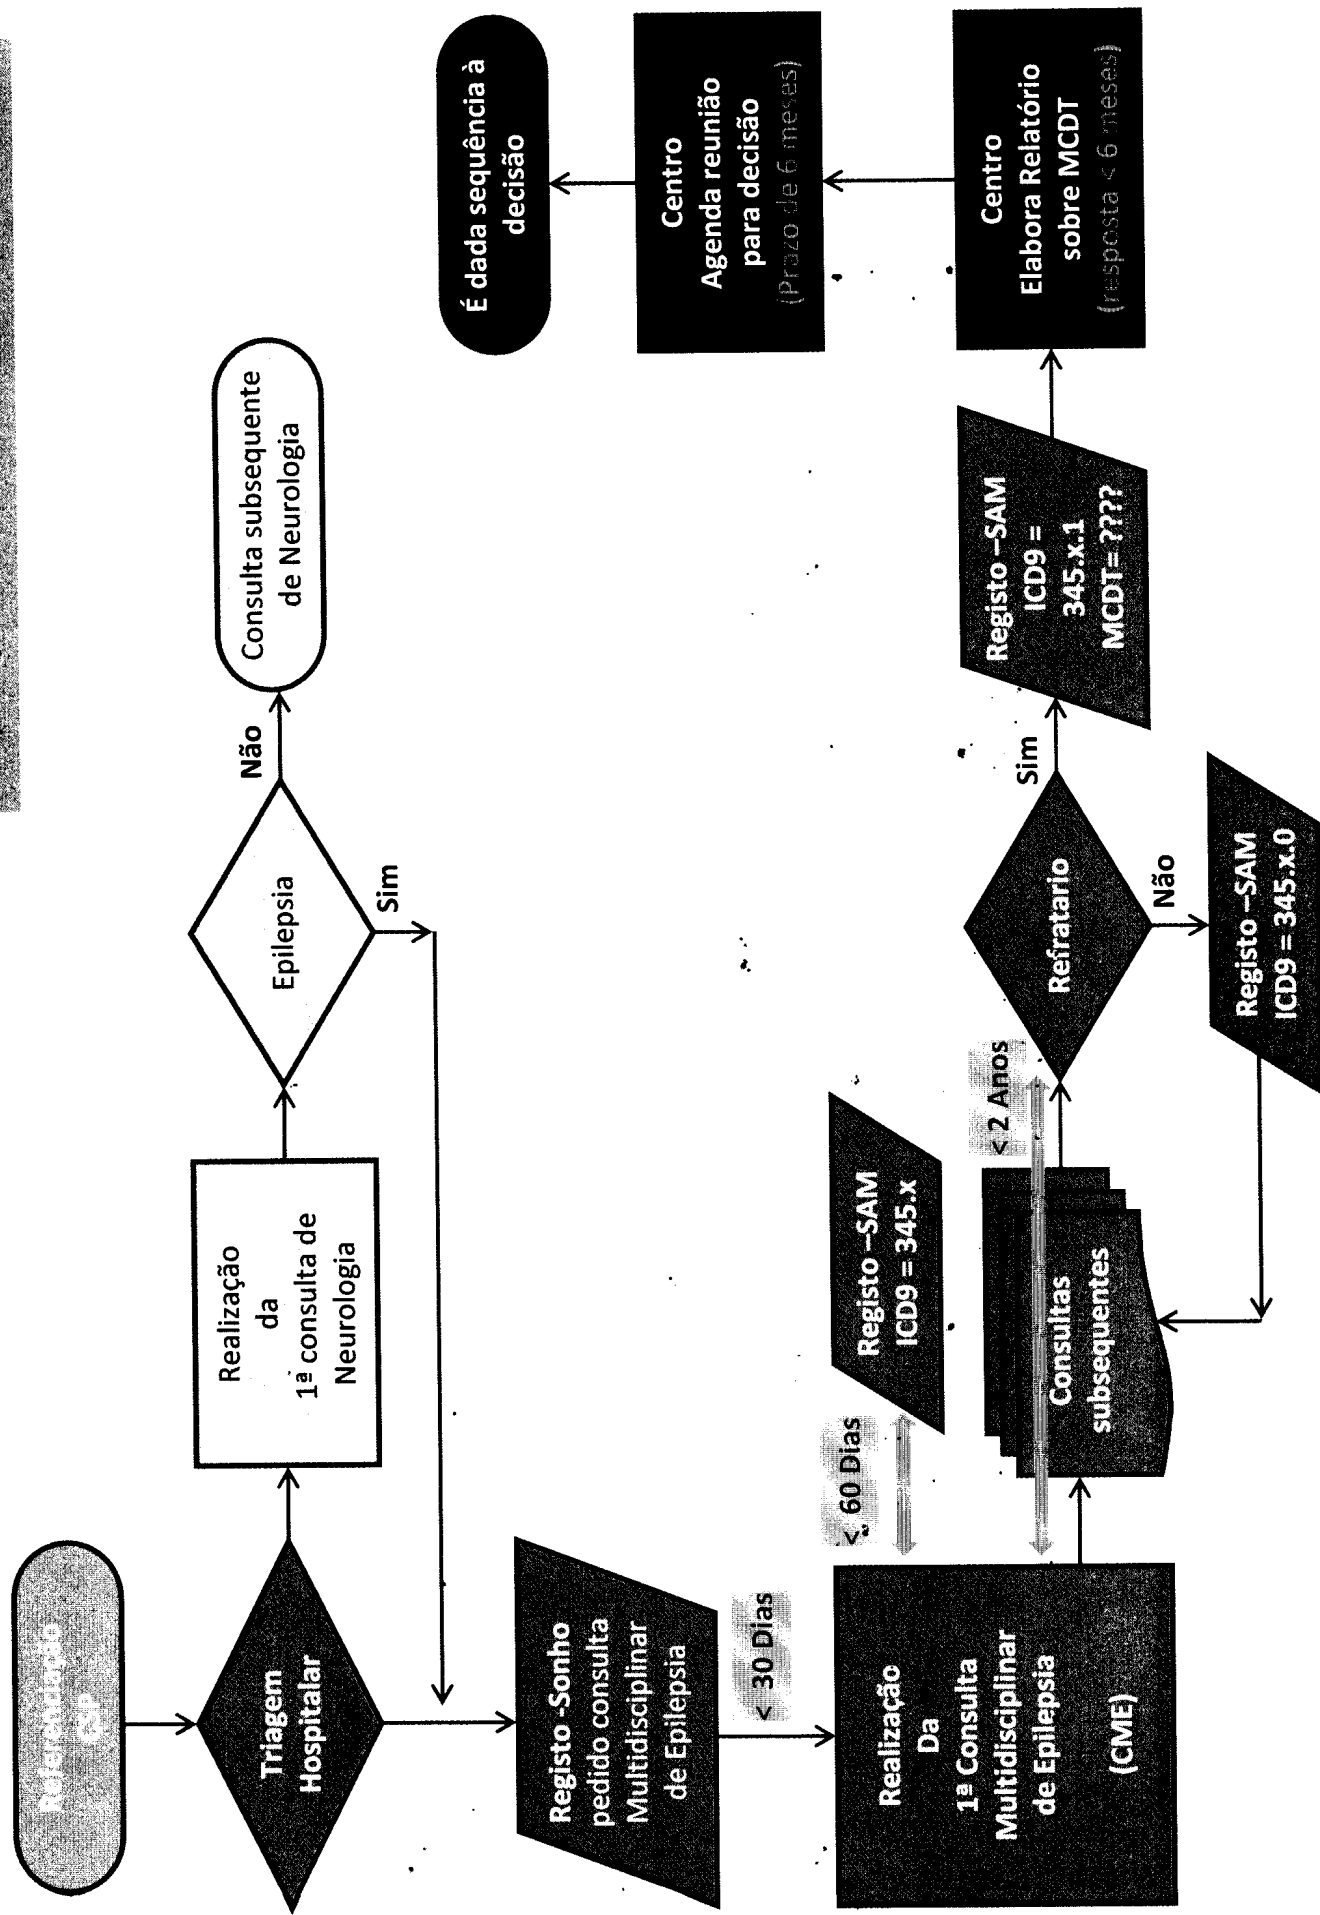 Referenciação
CSP
Triagem
Hospitalar
Realização
da
1ª consulta de
Neurologia
Epilepsia
Não
Consulta subsequente
de Neurologia
Sim
Registo -Sonho
pedido consulta
Multidisciplinar
de Epilepsia
< 30 Dias
Realização
Da
1ª Consulta
Multidisciplinar
de Epilepsia
(CME)
< 60 Dias
Registo –SAM
ICD9 = 345.x
Consultas
subsequentes
< 2 Anos
Refratario
Não
Registo –SAM
ICD9 = 345.x.0
Sim
Registo –SAM
ICD9 =
345.x.1
MCDT= ????
Centro
Elabora Relatório
sobre MCDT
(resposta < 6 meses)
Centro
Agenda reunião
para decisão
(Prazo de 6 meses)
É dada sequência à
decisão